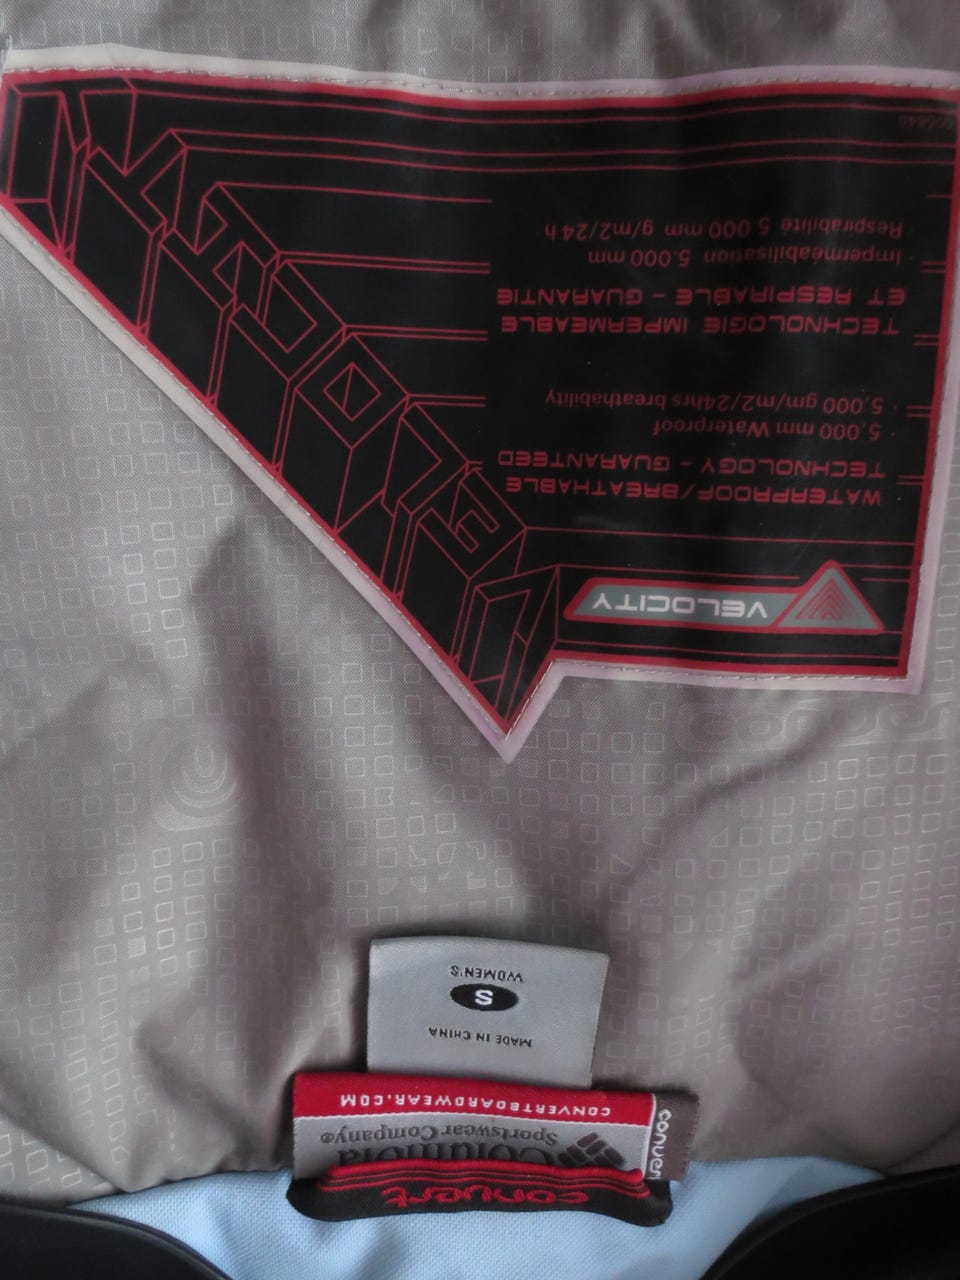 convert
Columbia
Sportswear Company®
CONVERTBOARDWEAR.COM
conver
MADE IN CHINA
S
WOMEN'S
VELOCITY
VELOCITY
WATERPROOF/BREATHABLE
TECHNOLOGY - GUARANTEED
· 5,000 mm Waterproof
· 5,000 gm/m2/24hrs breathability
TECHNOLOGIE IMPERMEABLE
ET RESPIRABLE - GUARANTIE
· Imperméabilisation 5.000 mm
· Respirabilité 5.000 mm g/m2/24 h